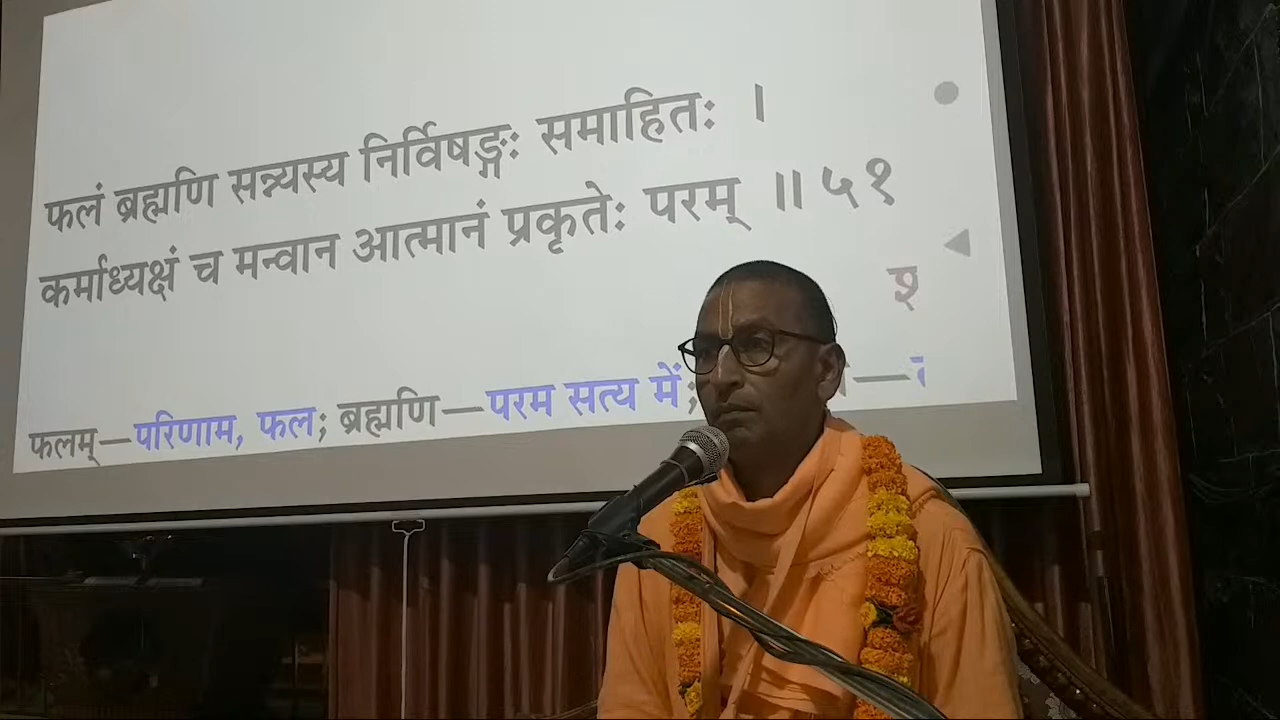 फलं ब्रह्मणि सन्न्यस्य निर्विषङ्गः समाहितः ।
कर्माध्यक्षं च मन्वान आत्मानं प्रकृतेः परम् ॥ ५१
फलम्—परिणाम, फल; ब्रह्मणि—परम सत्य में;